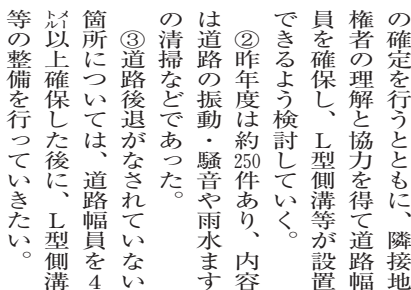 の確定を行うとともに、隣接地
権者の理解と協力を得て道路幅
員を確保し、L型側溝等が設置
できるよう検討していく。
②昨年度は約250件あり、内容
は道路の振動・騒音や雨水ます
の清掃などであった。
③道路後退がなされていない
箇所については、道路幅員を4
メートル以上確保した後に、L型側溝
等の整備を行っていきたい。